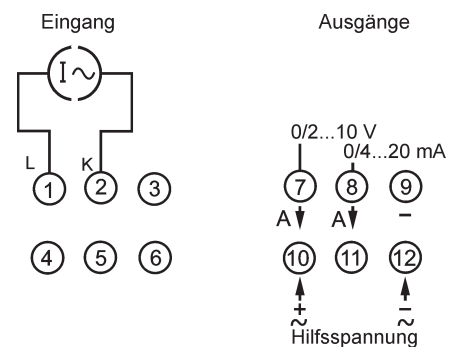 Eingang
Ausgänge
I ~
0/2...10 V
0/4...20 mA
L
K
1 2 3
7 8 9
A A –
4 5 6
10 11 12
+ –
~ ~
Hilfsspannung